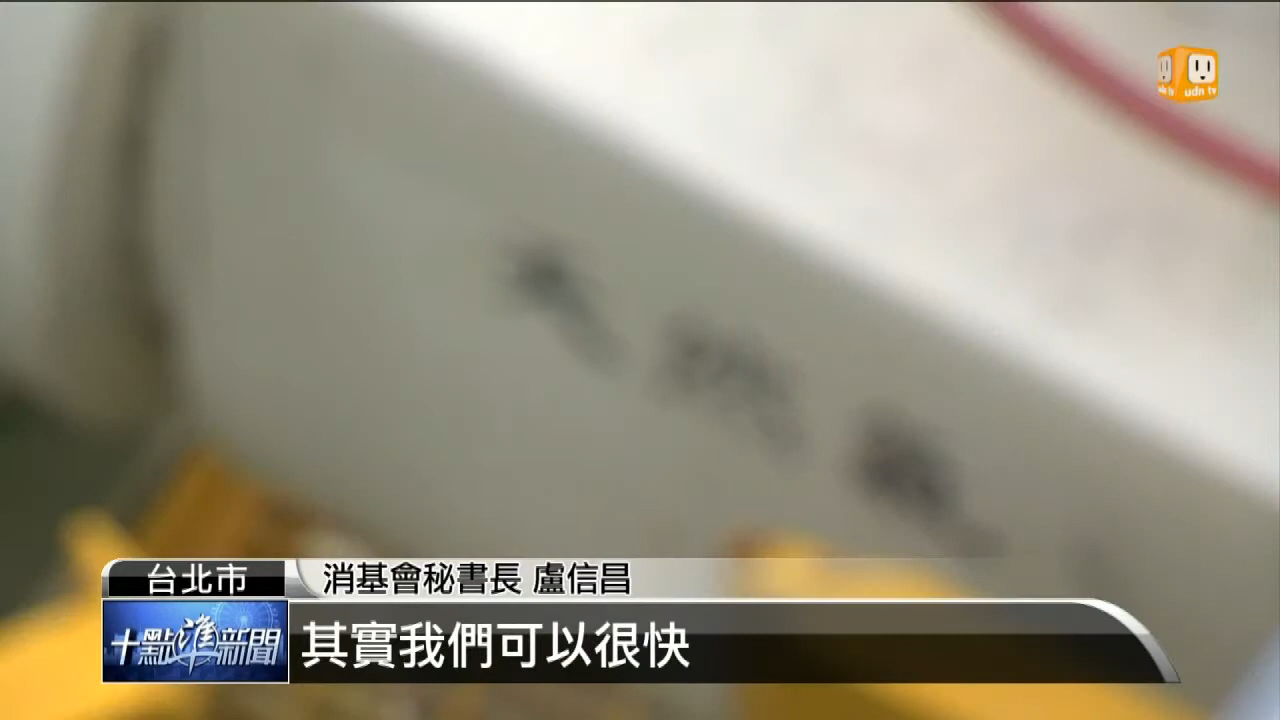 udn tv
台北市
消基會秘書長 盧信昌
十點準新聞
其實我們可以很快